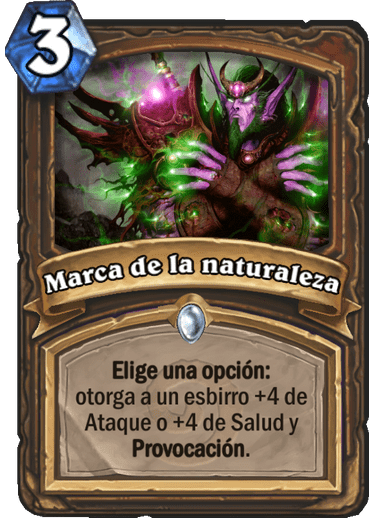 3
Marca de la naturaleza
Elige una opción:
otorga a un esbirro +4 de
Ataque o +4 de Salud y
Provocación.